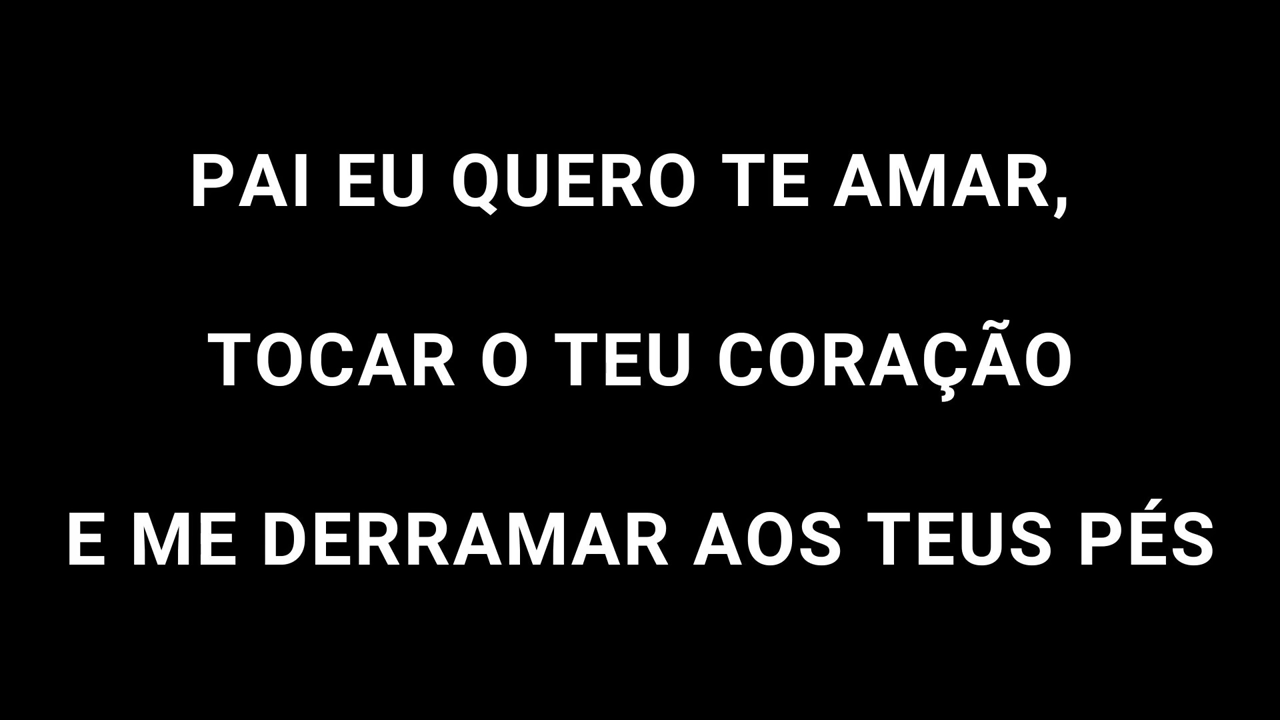 PAI EU QUERO TE AMAR,
TOCAR O TEU CORAÇÃO
E ME DERRAMAR AOS TEUS PÉS